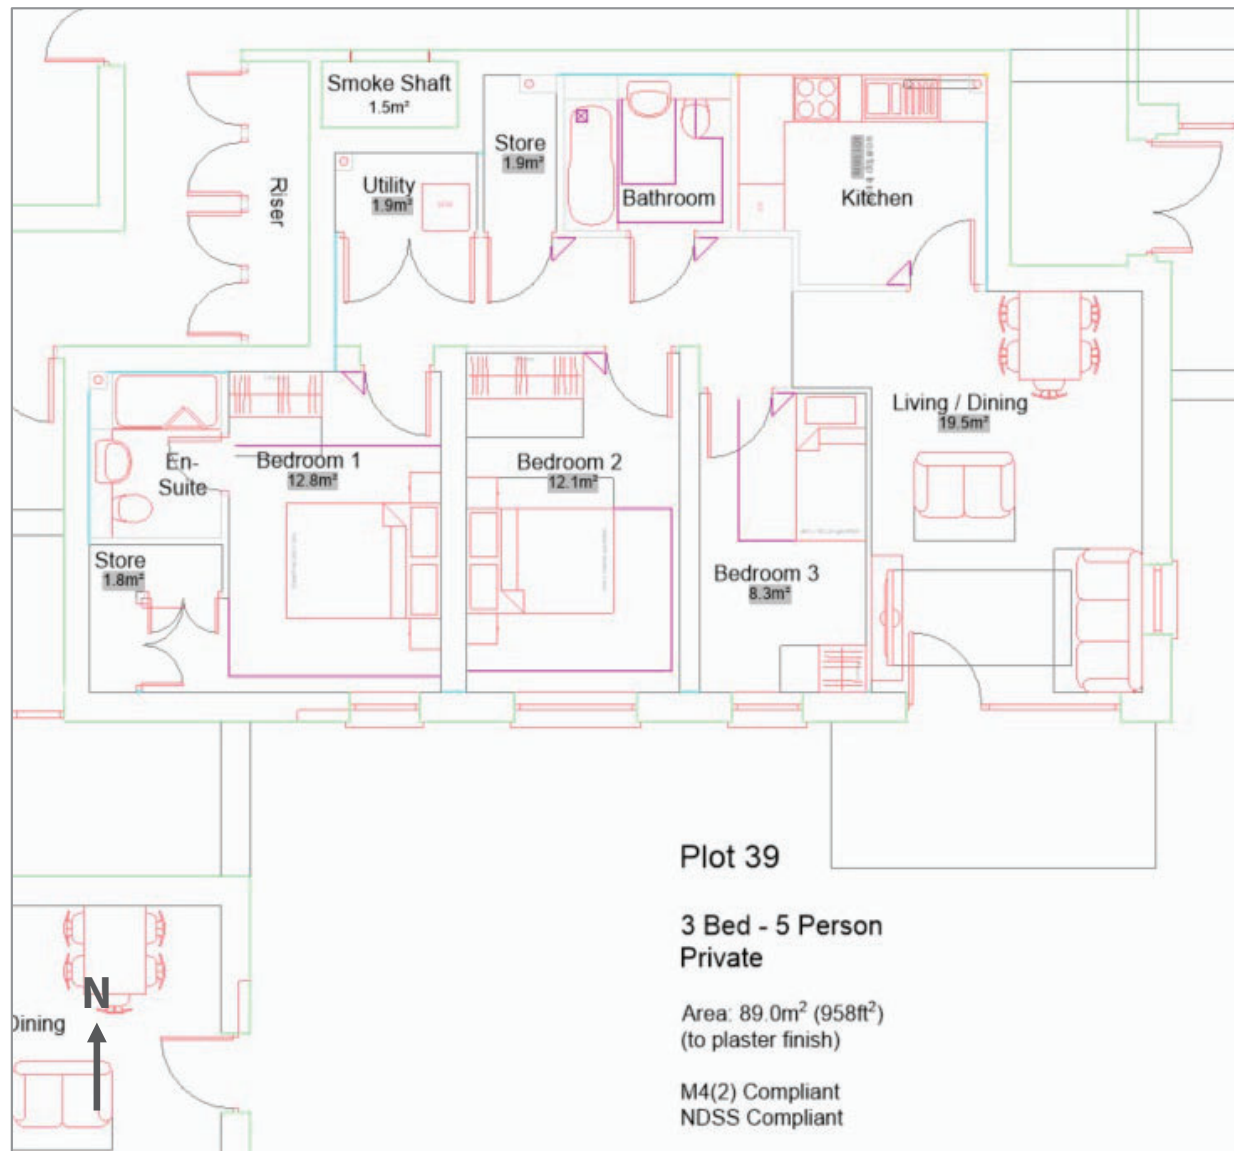 Smoke Shaft
1.5m²
Store
1.9m²
Utility
1.9m²
Riser
Bathroom
Kitchen
Living / Dining
19.5m²
En-
Suite
Bedroom 1
12.8m²
Bedroom 2
12.1m²
Store
1.8m²
Bedroom 3
8.3m²
Plot 39
3 Bed - 5 Person
Private
Area: 89.0m² (958ft²)
(to plaster finish)
M4(2) Compliant
NDSS Compliant
N
Dining